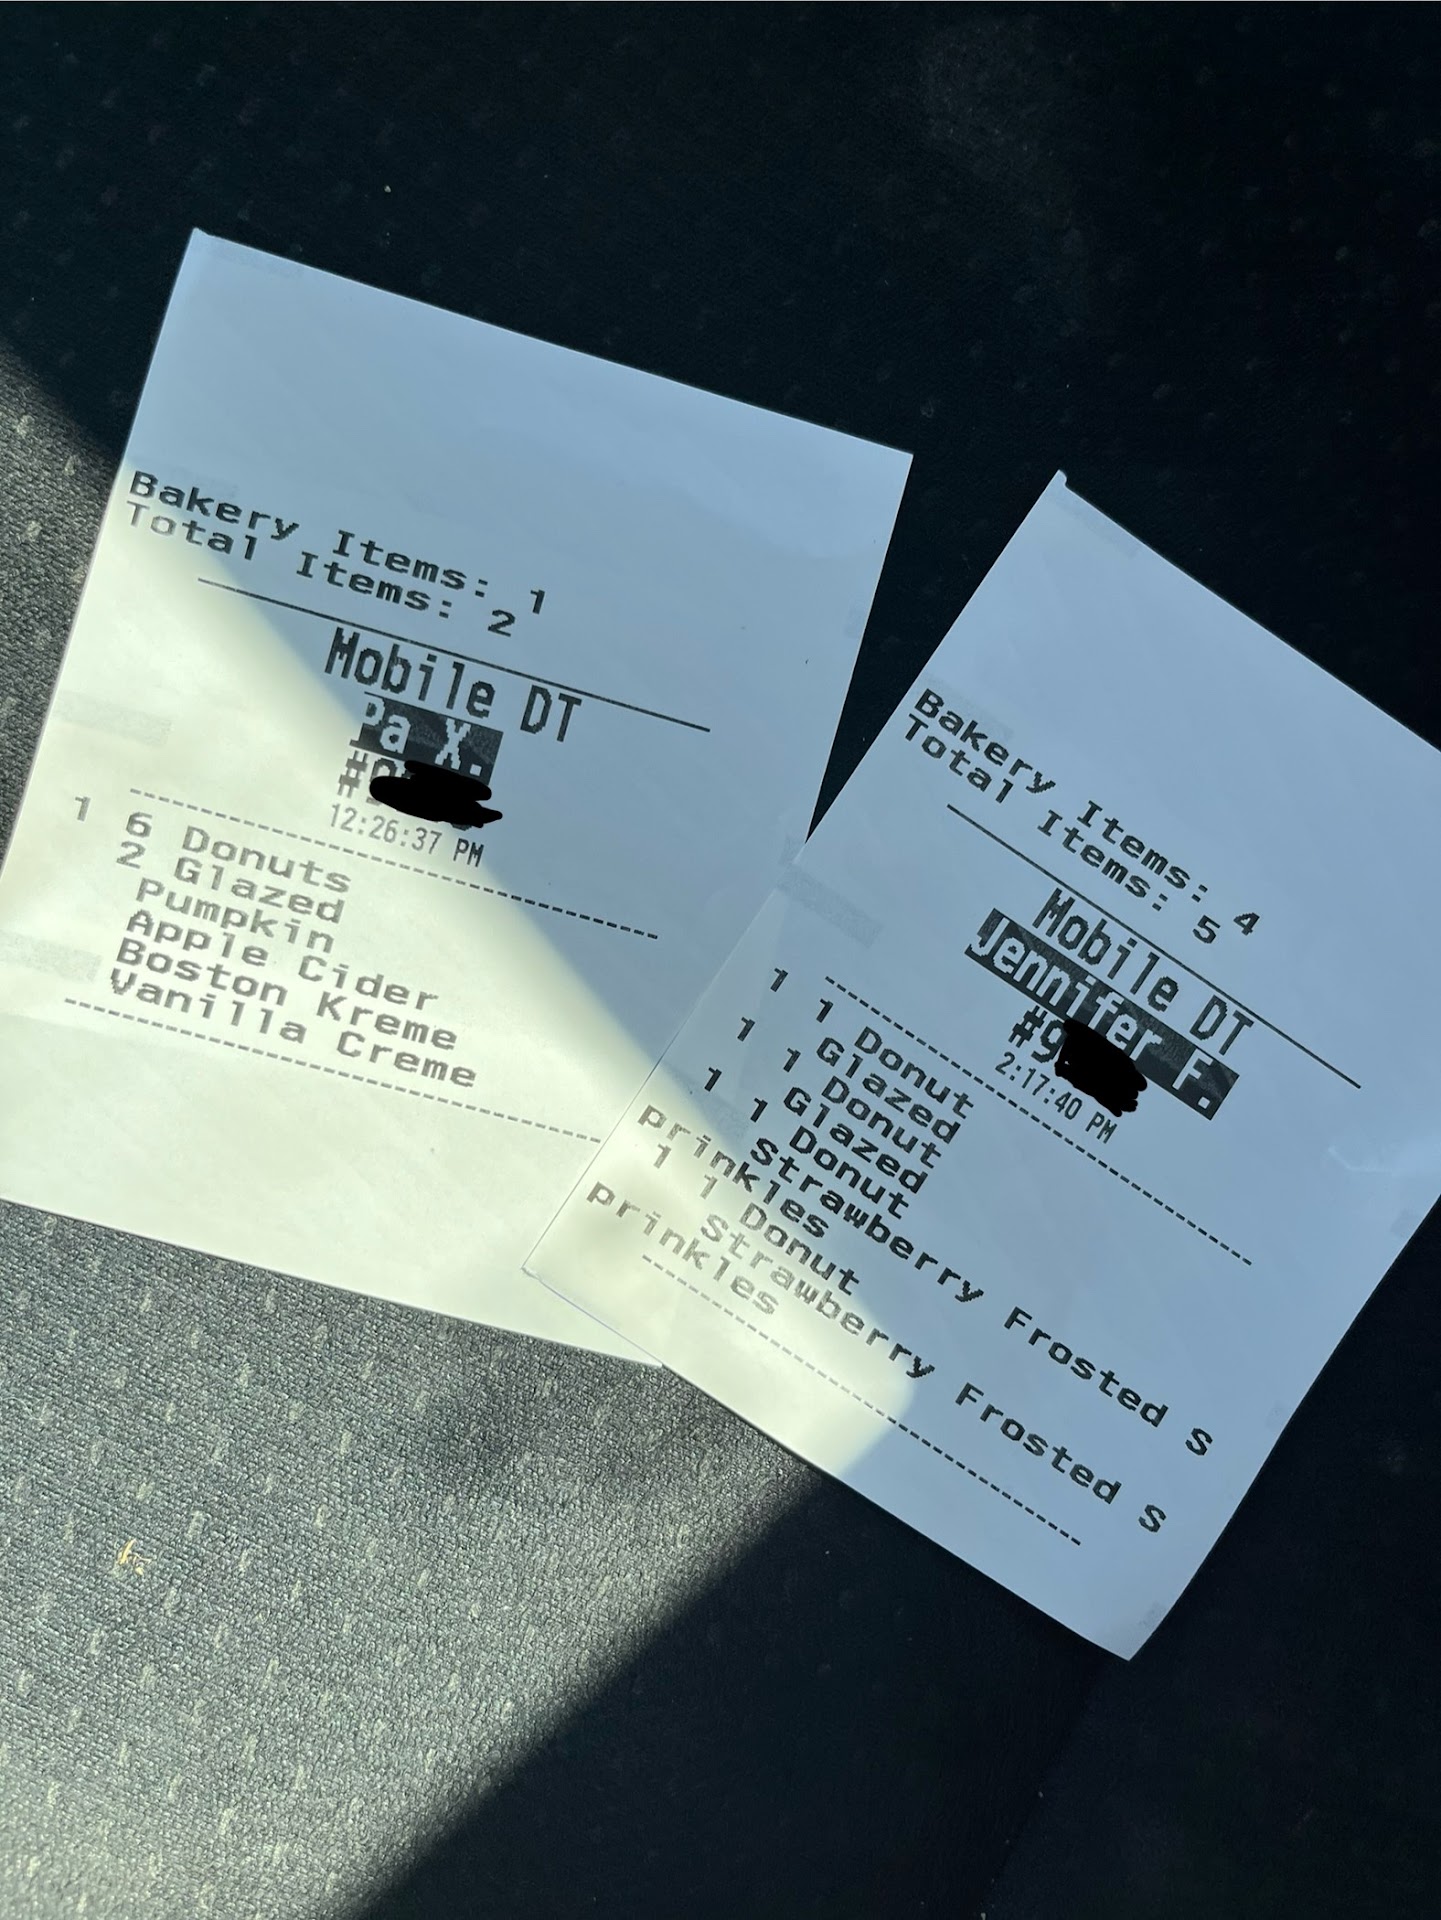 Bakery Items: 1
Total Items: 2
Mobile DT
Pa X.
12:26:37 PM
1 6 Donuts
2 Glazed
Pumpkin
Apple Cider
Boston Kreme
Vanilla Creme
Bakery Items: 4
Total Items: 5
Mobile DT
Jennifer F.
#9
2:17:40 PM
1 1 Donut
Glazed
1 1 Donut
Glazed
1 1 Donut
Strawberry Frosted S
prinkles
1 1 Donut
Strawberry Frosted S
prinkles